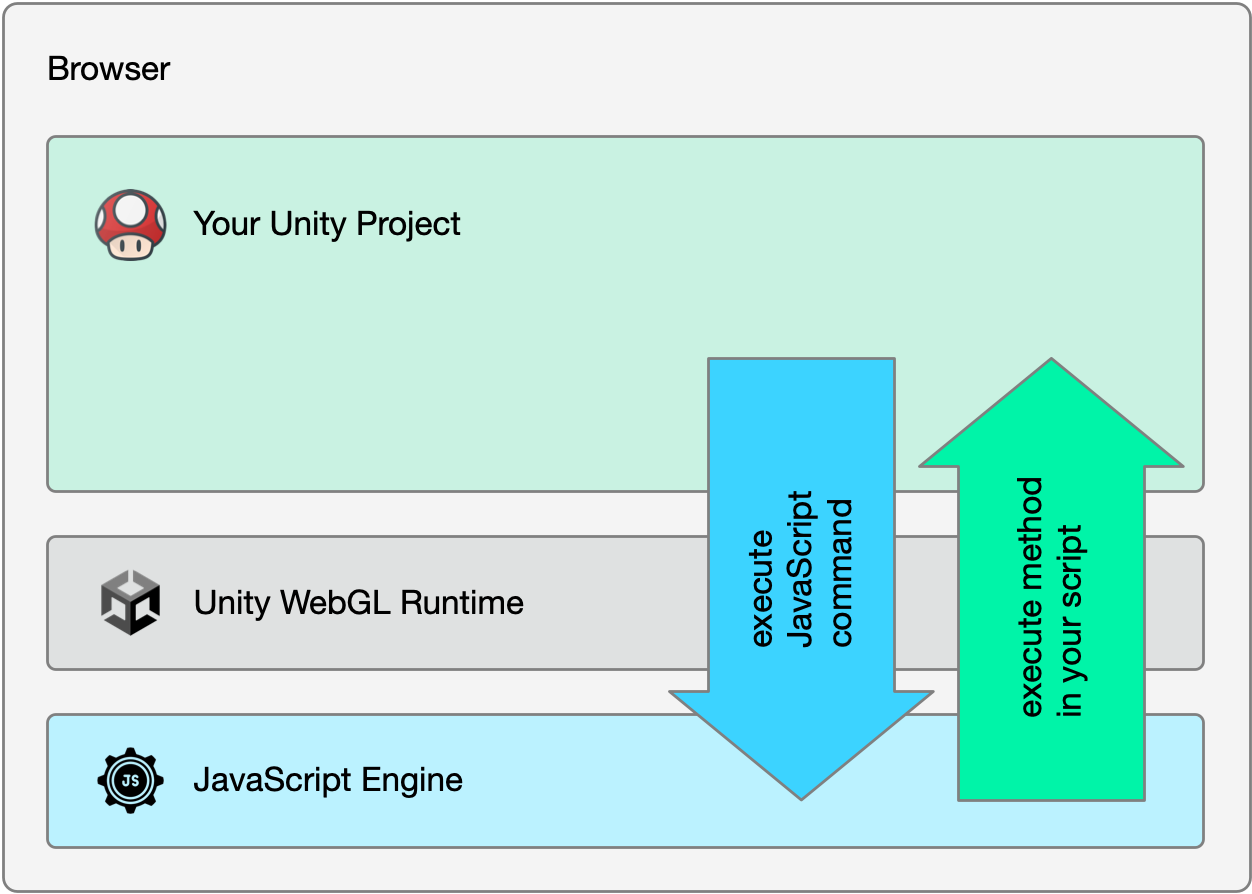 Browser
Your Unity Project
execute
JavaScript
command
execute method
in your script
Unity WebGL Runtime
JS
JavaScript Engine